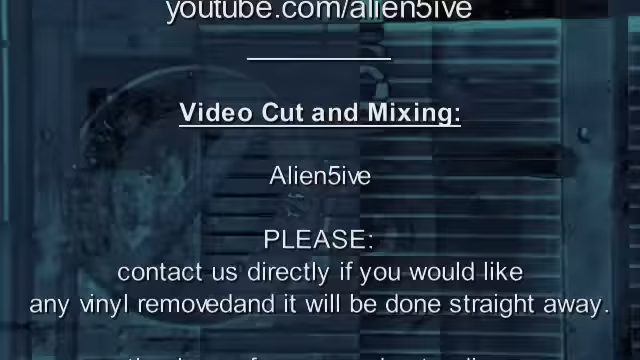 youtube.com/alien5ive
Video Cut and Mixing:
Alien5ive
PLEASE:
contact us directly if you would like
any vinyl removedand it will be done straight away.